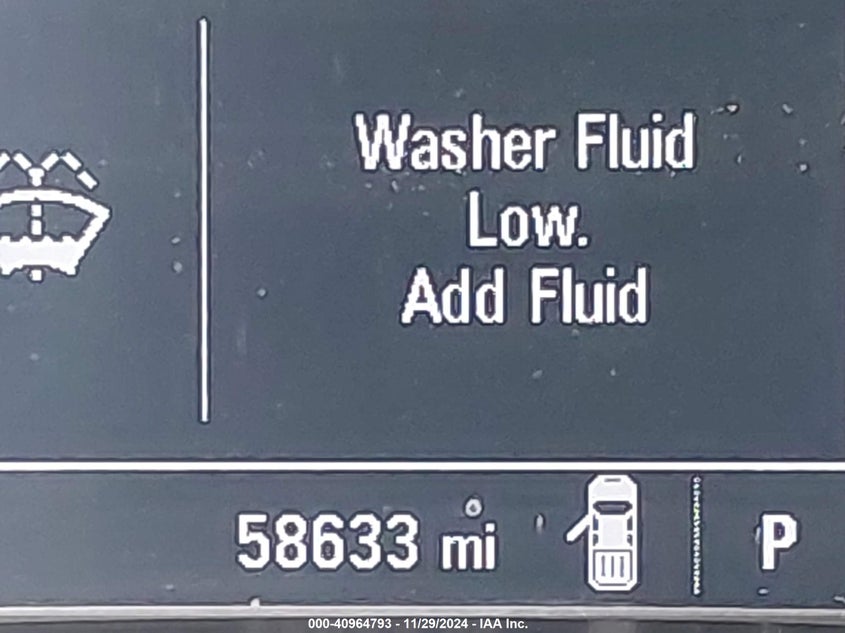 Washer Fluid
Low.
Add Fluid
58633 mi
P
000-40964793 - 11/29/2024 - IAA Inc.